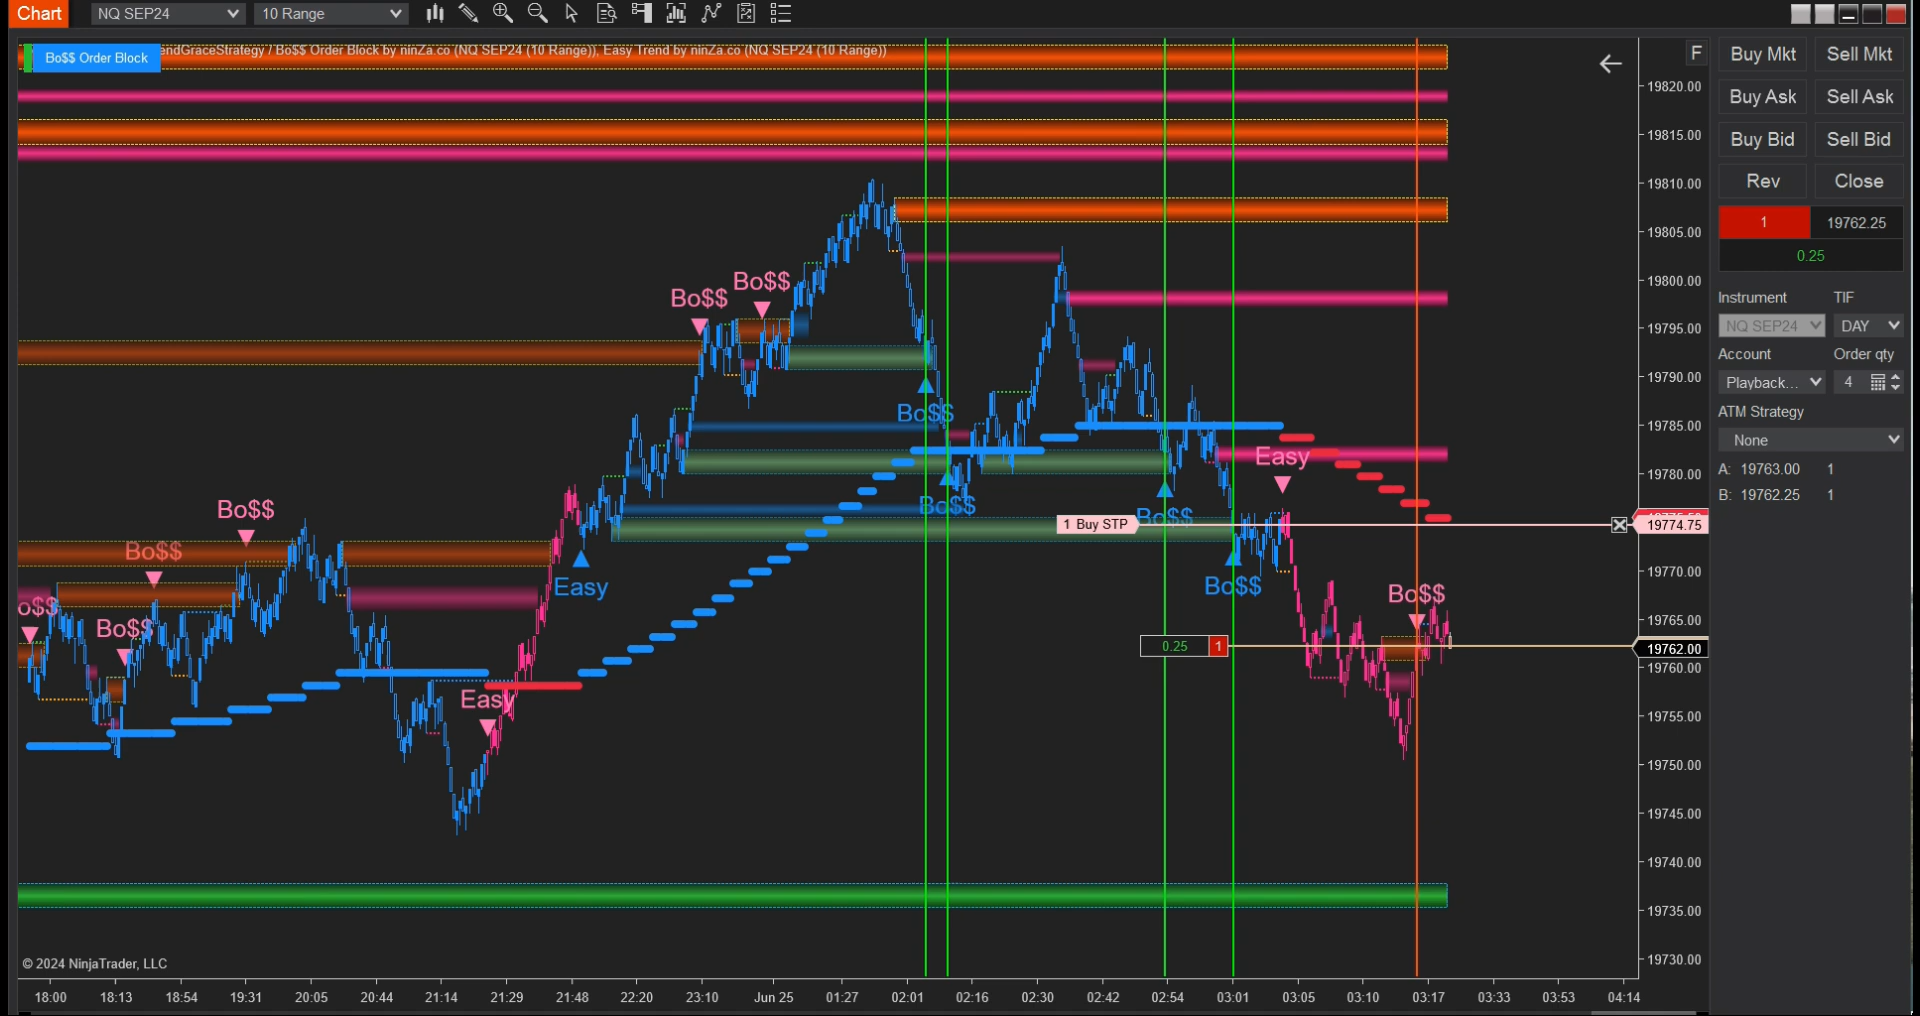 Chart
NQ SEP24
10 Range
Bo$$ Order Block
endGraceStrategy / Bo$$ Order Block by ninZa.co (NQ SEP24 (10 Range)), Easy Trend by ninZa.co (NQ SEP24 (10 Range))
F
Buy Mkt Sell Mkt
Buy Ask Sell Ask
Buy Bid Sell Bid
Rev Close
1 19762.25
0.25
Instrument TIF
NQ SEP24 DAY
Account Order qty
Playback... 4
ATM Strategy
None
A: 19763.00 1
B: 19762.25 1
19820.00
19815.00
19810.00
19805.00
19800.00
19795.00
19790.00
19785.00
19780.00
19774.75
19770.00
19765.00
19762.00
19760.00
19755.00
19750.00
19745.00
19740.00
19735.00
19730.00
Bo$$
Bo$$
Bo$$
Easy
Bo$$
Bo$$
Bo$$
1 Buy STP
Bo$$
Bo$$
Easy
Bo$$
Bo$$
o$$
Bo$$
0.25 1
Easy
© 2024 NinjaTrader, LLC
18:00 18:13 18:54 19:31 20:05 20:44 21:14 21:29 21:48 22:20 23:10 Jun 25 01:27 02:01 02:16 02:30 02:42 02:54 03:01 03:05 03:10 03:17 03:33 03:53 04:14